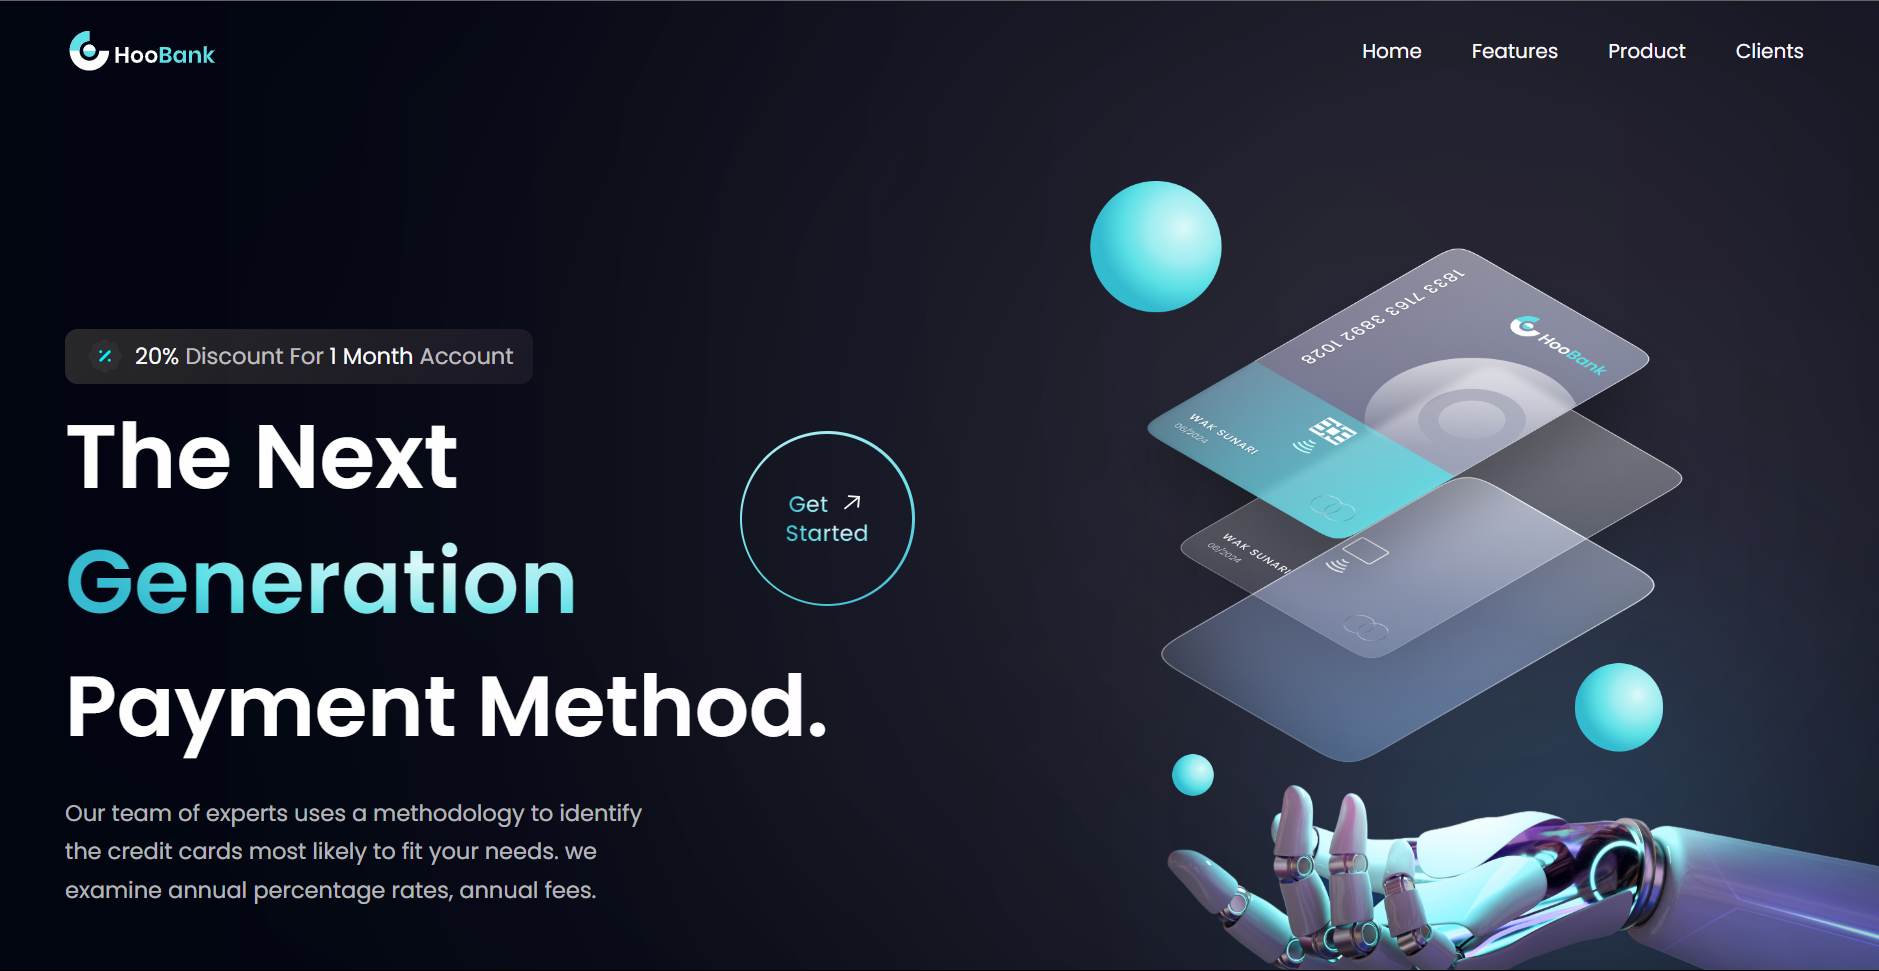 HooBank
Home Features Product Clients
20% Discount For 1 Month Account
The Next
Generation
Payment Method.
Get
Started
Our team of experts uses a methodology to identify
the credit cards most likely to fit your needs. we
examine annual percentage rates, annual fees.
1833 7163 3892 1028
HooBank
WAK SUNARI
06/2024
WAK SUNARI
06/2024